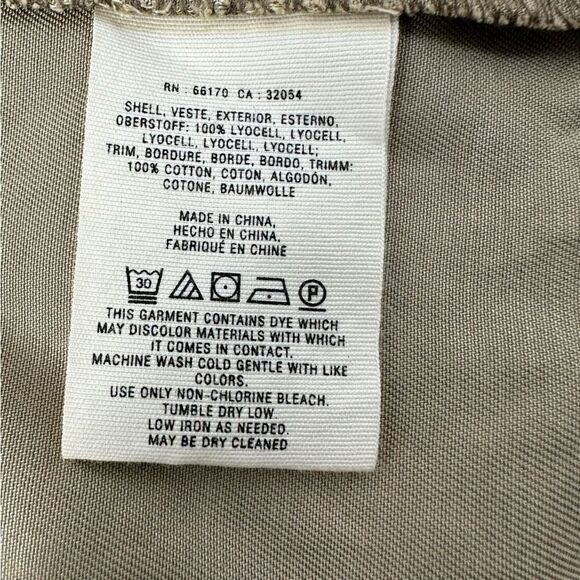 RN : 66170 CA : 32054
SHELL, VESTE, EXTERIOR, ESTERNO,
OBERSTOFF: 100% LYOCELL, LYOCELL,
LYOCELL, LYOCELL, LYOCELL;
TRIM, BORDURE, BORDE, BORDO, TRIMM:
100% COTTON, COTON, ALGODÓN,
COTONE, BAUMWOLLE
MADE IN CHINA,
HECHO EN CHINA,
FABRIQUÉ EN CHINE
30 P
THIS GARMENT CONTAINS DYE WHICH
MAY DISCOLOR MATERIALS WITH WHICH
IT COMES IN CONTACT.
MACHINE WASH COLD GENTLE WITH LIKE
COLORS.
USE ONLY NON-CHLORINE BLEACH.
TUMBLE DRY LOW
LOW IRON AS NEEDED.
MAY BE DRY CLEANED